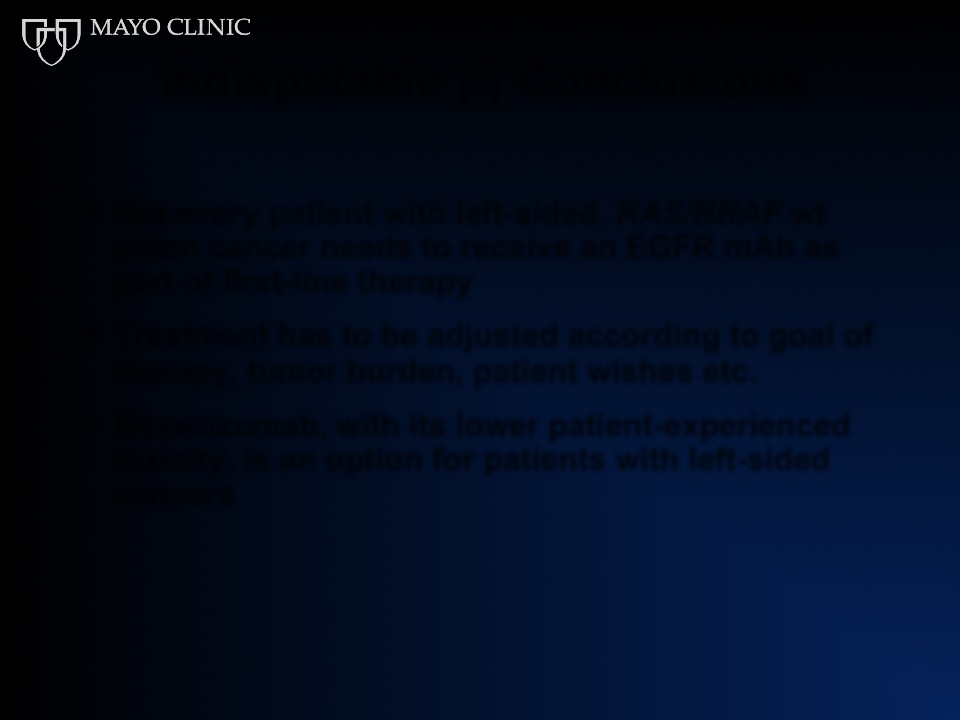 MAYO CLINIC
Indisputable (!) Conclusions
• Not every patient with left-sided, RAS/BRAF wt
colon cancer needs to receive an EGFR mAb as
part of first-line therapy
• Treatment has to be adjusted according to goal of
therapy, tumor burden, patient wishes etc.
• Bevacizumab, with its lower patient-experienced
toxicity, is an option for patients with left-sided
cancers